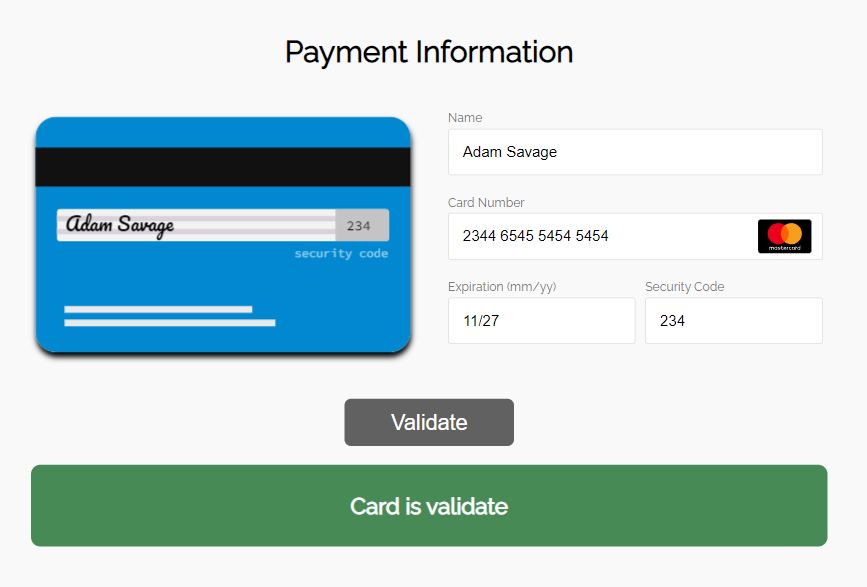 Payment Information
Name
Adam Savage
Adam Savage 234
security code
Card Number
2344 6545 5454 5454
mastercard
Expiration (mm/yy) Security Code
11/27 234
Validate
Card is validate